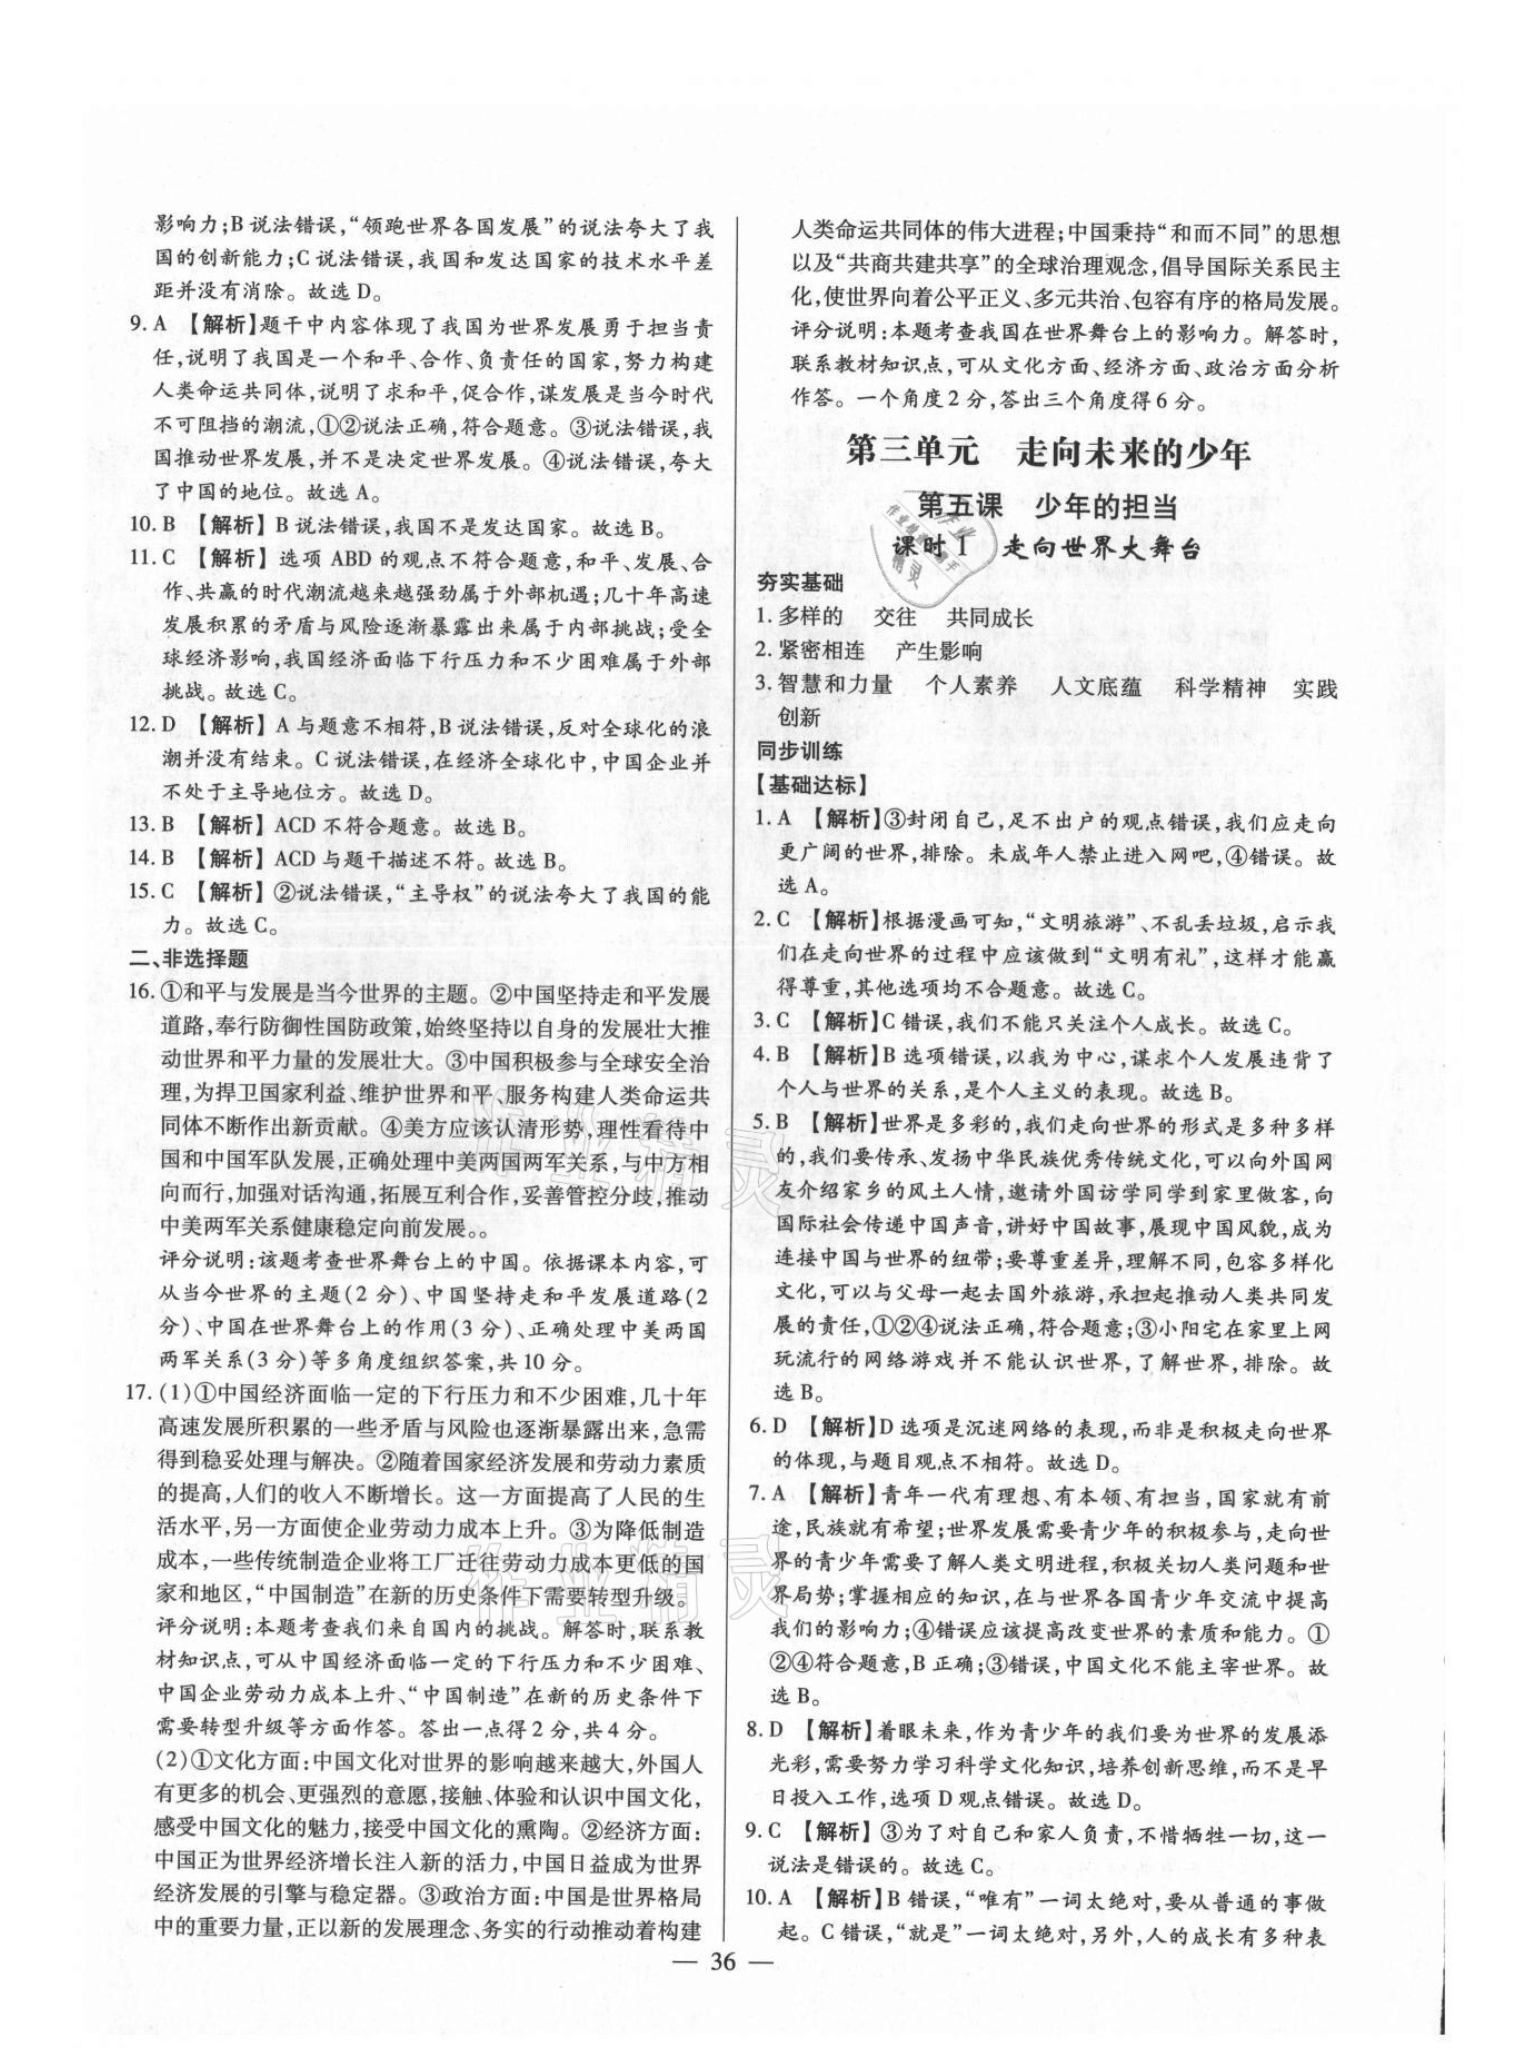 影响力;B 说法错误,“领跑世界各国发展”的说法夸大了我
国的创新能力;C 说法错误,我国和发达国家的技术水平差
距并没有消除。故选 D。
9. A 【解析】题干中内容体现了我国为世界发展勇于担当责
任,说明了我国是一个和平、合作、负责任的国家,努力构建
人类命运共同体,说明了求和平,促合作,谋发展是当今时代
不可阻挡的潮流,①②说法正确,符合题意。③说法错误,我
国推动世界发展,并不是决定世界发展。④说法错误,夸大
了中国的地位。故选 A。
10. B 【解析】B 说法错误,我国不是发达国家。故选 B。
11. C 【解析】选项 ABD 的观点不符合题意,和平、发展、合
作、共赢的时代潮流越来越强劲属于外部机遇;几十年高速
发展积累的矛盾与风险逐渐暴露出来属于内部挑战;受全
球经济影响,我国经济面临下行压力和不少困难属于外部
挑战。故选 C。
12. D 【解析】A 与题意不相符,B 说法错误,反对全球化的浪
潮并没有结束。C 说法错误,在经济全球化中,中国企业并
不处于主导地位方。故选 D。
13. B 【解析】ACD 不符合题意。故选 B。
14. B 【解析】ACD 与题干描述不符。故选 B。
15. C 【解析】②说法错误,“主导权”的说法夸大了我国的能
力。故选 C。
二、非选择题
16. ①和平与发展是当今世界的主题。②中国坚持走和平发展
道路,奉行防御性国防政策,始终坚持以自身的发展壮大推
动世界和平力量的发展壮大。③中国积极参与全球安全治
理,为捍卫国家利益、维护世界和平、服务构建人类命运共
同体不断作出新贡献。④美方应该认清形势,理性看待中
国和中国军队发展,正确处理中美两国两军关系,与中方相
向而行,加强对话沟通,拓展互利合作,妥善管控分歧,推动
中美两军关系健康稳定向前发展。。
评分说明:该题考查世界舞台上的中国。依据课本内容,可
从当今世界的主题(2 分)、中国坚持走和平发展道路(2
分)、中国在世界舞台上的作用(3 分)、正确处理中美两国
两军关系(3 分)等多角度组织答案,共 10 分。
17. (1)①中国经济面临一定的下行压力和不少困难,几十年
高速发展所积累的一些矛盾与风险也逐渐暴露出来,急需
得到稳妥处理与解决。②随着国家经济发展和劳动力素质
的提高,人们的收入不断增长。这一方面提高了人民的生
活水平,另一方面使企业劳动力成本上升。③为降低制造
成本,一些传统制造企业将工厂迁往劳动力成本更低的国
家和地区,“中国制造”在新的历史条件下需要转型升级。
评分说明:本题考查我们来自国内的挑战。解答时,联系教
材知识点,可从中国经济面临一定的下行压力和不少困难、
中国企业劳动力成本上升、“中国制造”在新的历史条件下
需要转型升级等方面作答。答出一点得 2 分,共 4 分。
(2)①文化方面:中国文化对世界的影响越来越大,外国人
有更多的机会、更强烈的意愿,接触、体验和认识中国文化,
感受中国文化的魅力,接受中国文化的熏陶。②经济方面:
中国正为世界经济增长注入新的活力,中国日益成为世界
经济发展的引擎与稳定器。③政治方面:中国是世界格局
中的重要力量,正以新的发展理念、务实的行动推动着构建
人类命运共同体的伟大进程;中国秉持“和而不同”的思想
以及“共商共建共享”的全球治理观念,倡导国际关系民主
化,使世界向着公平正义、多元共治、包容有序的格局发展。
评分说明:本题考查我国在世界舞台上的影响力。解答时,
联系教材知识点,可从文化方面、经济方面、政治方面分析
作答。一个角度 2 分,答出三个角度得 6 分。
第三单元 走向未来的少年
第五课 少年的担当
课时 1 走向世界大舞台
夯实基础
1. 多样的 交往 共同成长
2. 紧密相连 产生影响
3. 智慧和力量 个人素养 人文底蕴 科学精神 实践
创新
同步训练
【基础达标】
1. A 【解析】③封闭自己,足不出户的观点错误,我们应走向
更广阔的世界,排除。未成年人禁止进入网吧,④错误。故
选 A。
2. C 【解析】根据漫画可知,“文明旅游”、不乱丢垃圾,启示我
们在走向世界的过程中应该做到“文明有礼”,这样才能赢
得尊重,其他选项均不合题意。故选 C。
3. C 【解析】C 错误,我们不能只关注个人成长。故选 C。
4. B 【解析】B 选项错误,以我为中心,谋求个人发展违背了
个人与世界的关系,是个人主义的表现。故选 B。
5. B 【解析】世界是多彩的,我们走向世界的形式是多种多样
的,我们要传承、发扬中华民族优秀传统文化,可以向外国网
友介绍家乡的风土人情,邀请外国访学同学到家里做客,向
国际社会传递中国声音,讲好中国故事,展现中国风貌,成为
连接中国与世界的纽带;要尊重差异,理解不同,包容多样化
文化,可以与父母一起去国外旅游,承担起推动人类共同发
展的责任,①②④说法正确,符合题意;③小阳宅在家里上网
玩流行的网络游戏并不能认识世界,了解世界,排除。故
选 B。
6. D 【解析】D 选项是沉迷网络的表现,而非是积极走向世界
的体现,与题目观点不相符。故选 D。
7. A 【解析】青年一代有理想、有本领、有担当,国家就有前
途,民族就有希望;世界发展需要青少年的积极参与,走向世
界的青少年需要了解人类文明进程,积极关切人类问题和世
界局势;掌握相应的知识,在与世界各国青少年交流中提高
我们的影响力;④错误应该提高改变世界的素质和能力。①
②④符合题意,B 正确;③错误,中国文化不能主宰世界。故
选 B。
8. D 【解析】着眼未来,作为青少年的我们要为世界的发展添
光彩,需要努力学习科学文化知识,培养创新思维,而不是早
日投入工作,选项 D 观点错误。故选 D。
9. C 【解析】③为了对自己和家人负责,不惜牺牲一切,这一
说法是错误的。故选 C。
10. A 【解析】B 错误,“唯有”一词太绝对,要从普通的事做
起。C 错误,“就是”一词太绝对,另外,人的成长有多种表
— 36 —
作业精灵
作业精灵